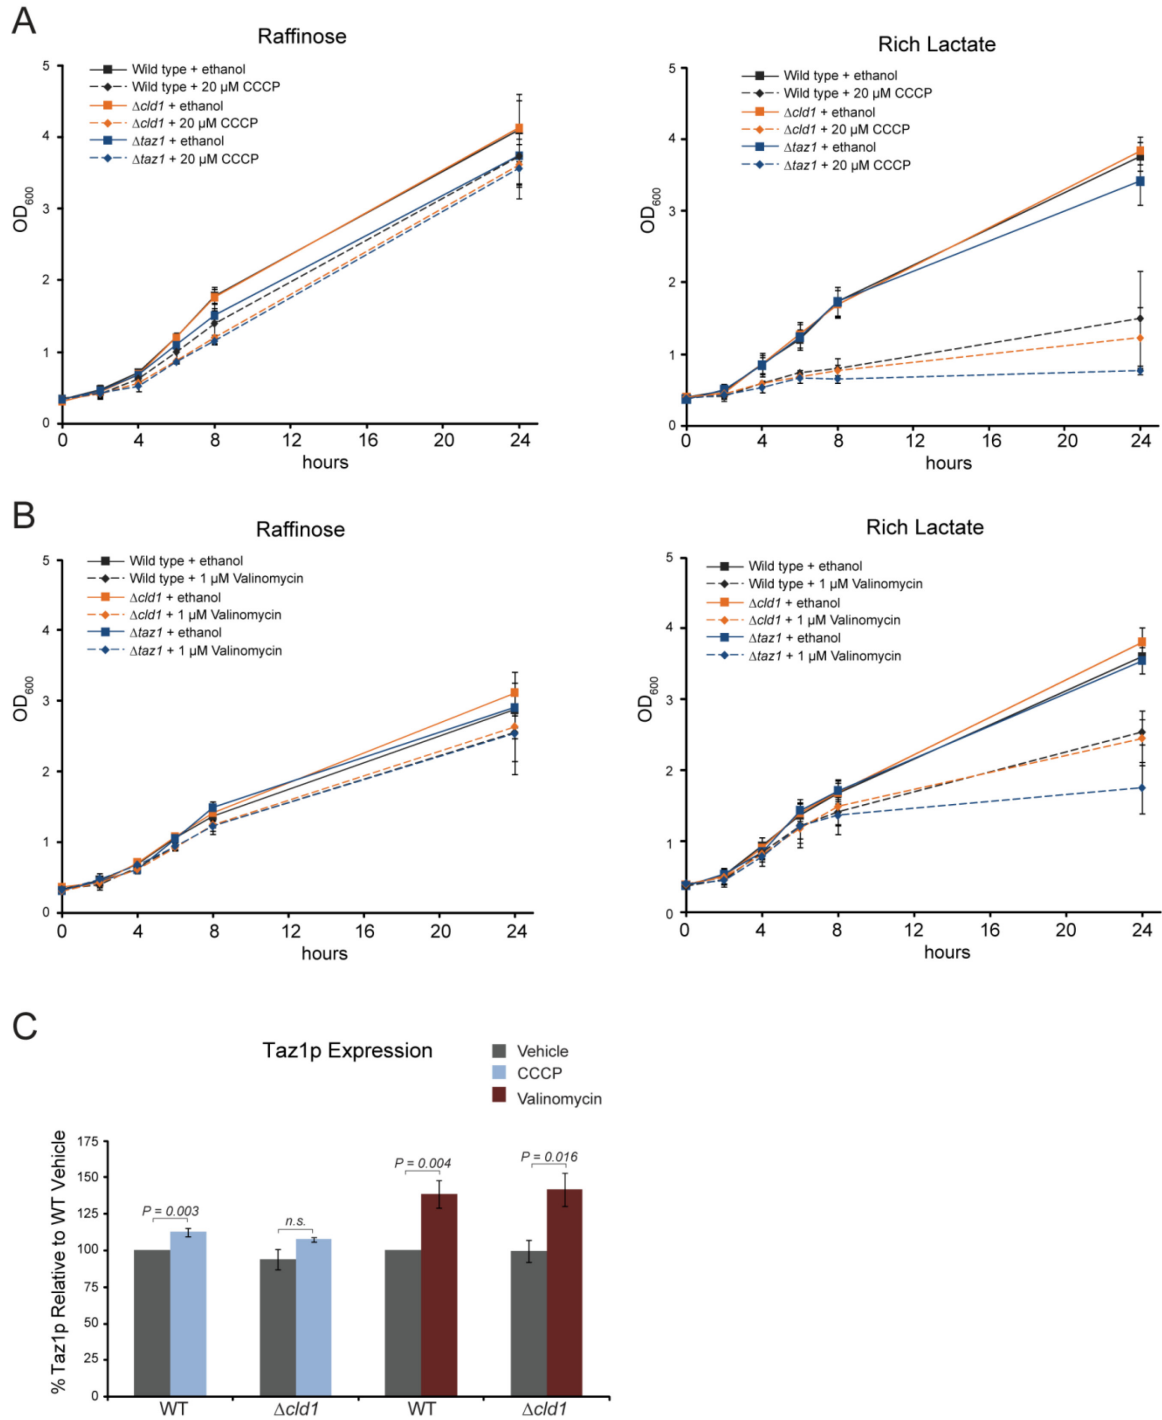 A
Raffinose
Wild type + ethanol
Wild type + 20 µM CCCP
Δcld1 + ethanol
Δcld1 + 20 µM CCCP
Δtaz1 + ethanol
Δtaz1 + 20 µM CCCP
5
4
3
2
1
0
OD600
0 4 8 12 16 20 24
hours
Rich Lactate
Wild type + ethanol
Wild type + 20 µM CCCP
Δcld1 + ethanol
Δcld1 + 20 µM CCCP
Δtaz1 + ethanol
Δtaz1 + 20 µM CCCP
5
4
3
2
1
0
OD600
0 4 8 12 16 20 24
hours
B
Raffinose
Wild type + ethanol
Wild type + 1 µM Valinomycin
Δcld1 + ethanol
Δcld1 + 1 µM Valinomycin
Δtaz1 + ethanol
Δtaz1 + 1 µM Valinomycin
5
4
3
2
1
0
OD600
0 4 8 12 16 20 24
hours
Rich Lactate
Wild type + ethanol
Wild type + 1 µM Valinomycin
Δcld1 + ethanol
Δcld1 + 1 µM Valinomycin
Δtaz1 + ethanol
Δtaz1 + 1 µM Valinomycin
5
4
3
2
1
0
OD600
0 4 8 12 16 20 24
hours
C
Taz1p Expression
Vehicle
CCCP
Valinomycin
% Taz1p Relative to WT Vehicle
175
150
125
100
75
50
25
0
P = 0.003
n.s.
P = 0.004
P = 0.016
WT Δcld1 WT Δcld1